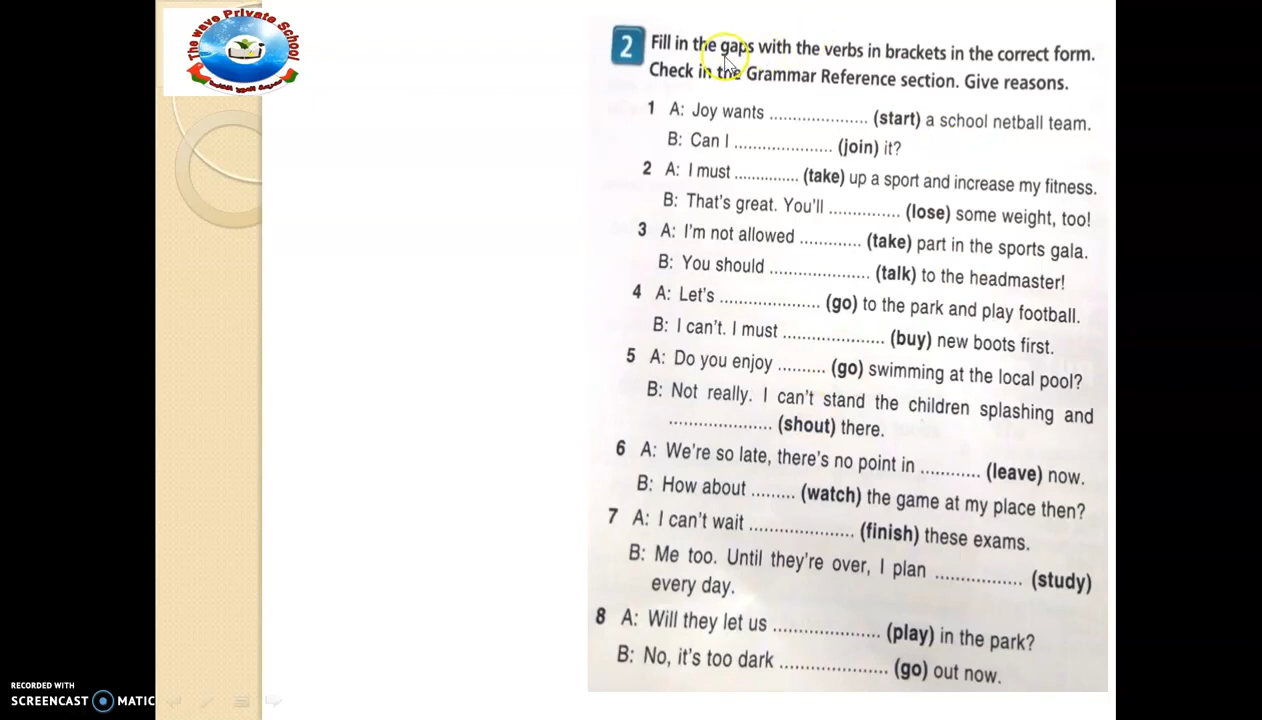 The wave Private School
2 Fill in the gaps with the verbs in brackets in the correct form.
Check in the Grammar Reference section. Give reasons.
1 A: Joy wants ..................... (start) a school netball team.
B: Can I ..................... (join) it?
2 A: I must ............... (take) up a sport and increase my fitness.
B: That's great. You'll ............... (lose) some weight, too!
3 A: I'm not allowed ............. (take) part in the sports gala.
B: You should ..................... (talk) to the headmaster!
4 A: Let's ..................... (go) to the park and play football.
B: I can't. I must ..................... (buy) new boots first.
5 A: Do you enjoy .......... (go) swimming at the local pool?
B: Not really. I can't stand the children splashing and
..................... (shout) there.
6 A: We're so late, there's no point in ............ (leave) now.
B: How about ......... (watch) the game at my place then?
7 A: I can't wait ..................... (finish) these exams.
B: Me too. Until they're over, I plan ................. (study)
every day.
8 A: Will they let us ..................... (play) in the park?
B: No, it's too dark ..................... (go) out now.
RECORDED WITH
SCREENCAST MATIC